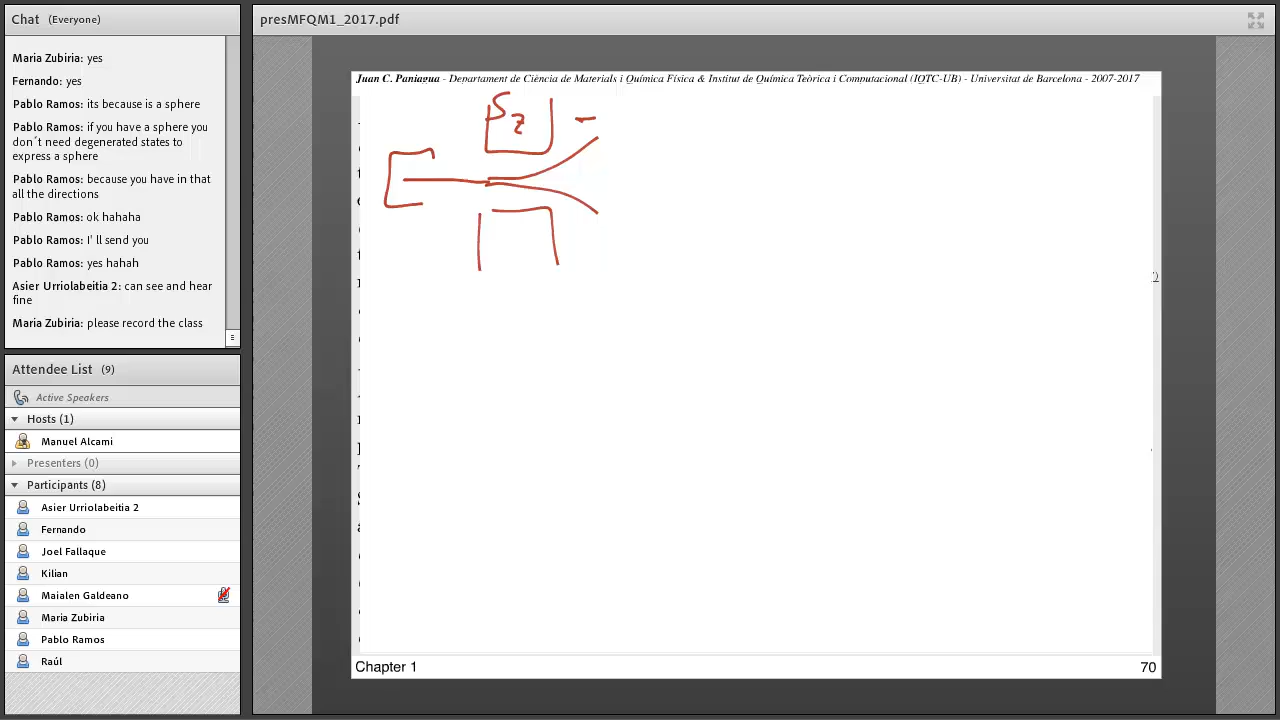 Chat (Everyone)
Maria Zubiria: yes
Fernando: yes
Pablo Ramos: its because is a sphere
Pablo Ramos: if you have a sphere you
don´t need degenerated states to
express a sphere
Pablo Ramos: because you have in that
all the directions
Pablo Ramos: ok hahaha
Pablo Ramos: I' ll send you
Pablo Ramos: yes hahah
Asier Urriolabeitia 2: can see and hear
fine
Maria Zubiria: please record the class
Attendee List (9)
Active Speakers
Hosts (1)
Manuel Alcami
Presenters (0)
Participants (8)
Asier Urriolabeitia 2
Fernando
Joel Fallaque
Kilian
Maialen Galdeano
Maria Zubiria
Pablo Ramos
Raúl
presMFQM1_2017.pdf
Juan C. Paniagua - Departament de Ciència de Materials i Química Física & Institut de Química Teòrica i Computacional (IQTC-UB) - Universitat de Barcelona - 2007-2017
Sz -
Chapter 1
70